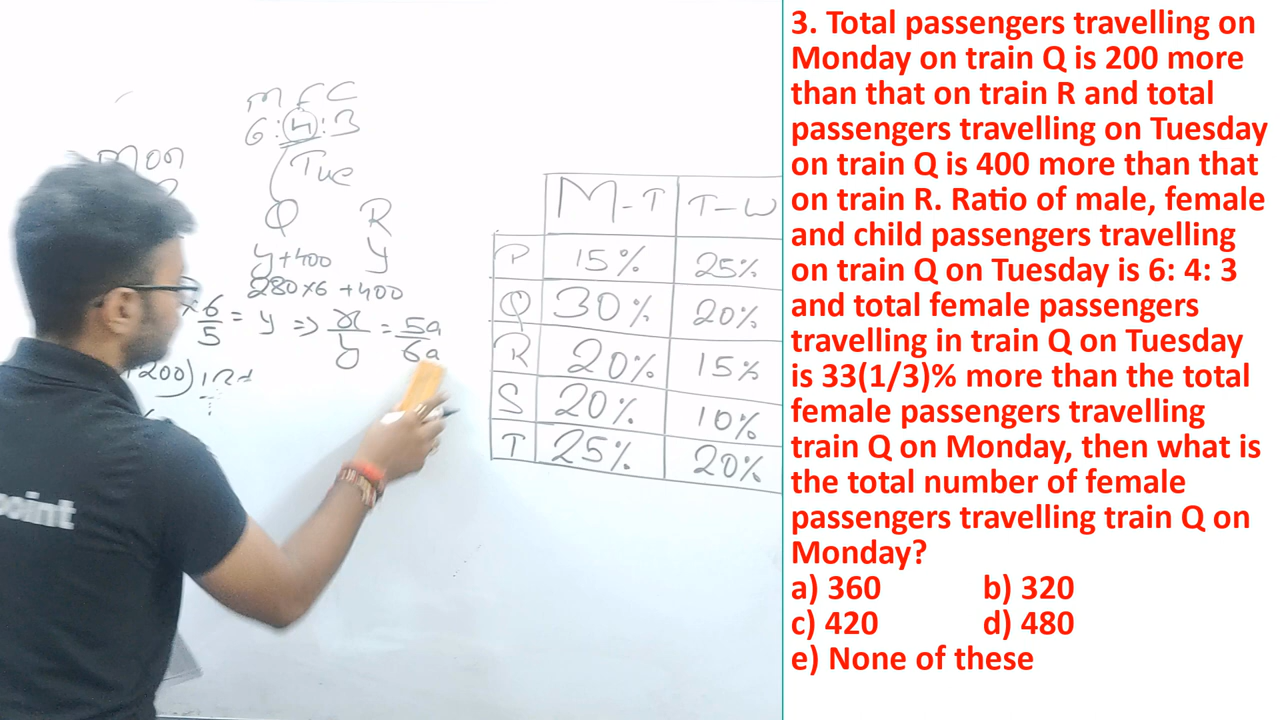 M F C
6:4:3
Mon
Tue
Q R
y+400 y
280×6 +400
× 6/5 = y ⇒ x/y = 5a/6a
+200)
oint
M-T T-W
P 15% 25%
Q 30% 20%
R 20% 15%
S 20% 10%
T 25% 20%
3. Total passengers travelling on
Monday on train Q is 200 more
than that on train R and total
passengers travelling on Tuesday
on train Q is 400 more than that
on train R. Ratio of male, female
and child passengers travelling
on train Q on Tuesday is 6: 4: 3
and total female passengers
travelling in train Q on Tuesday
is 33(1/3)% more than the total
female passengers travelling
train Q on Monday, then what is
the total number of female
passengers travelling train Q on
Monday?
a) 360 b) 320
c) 420 d) 480
e) None of these